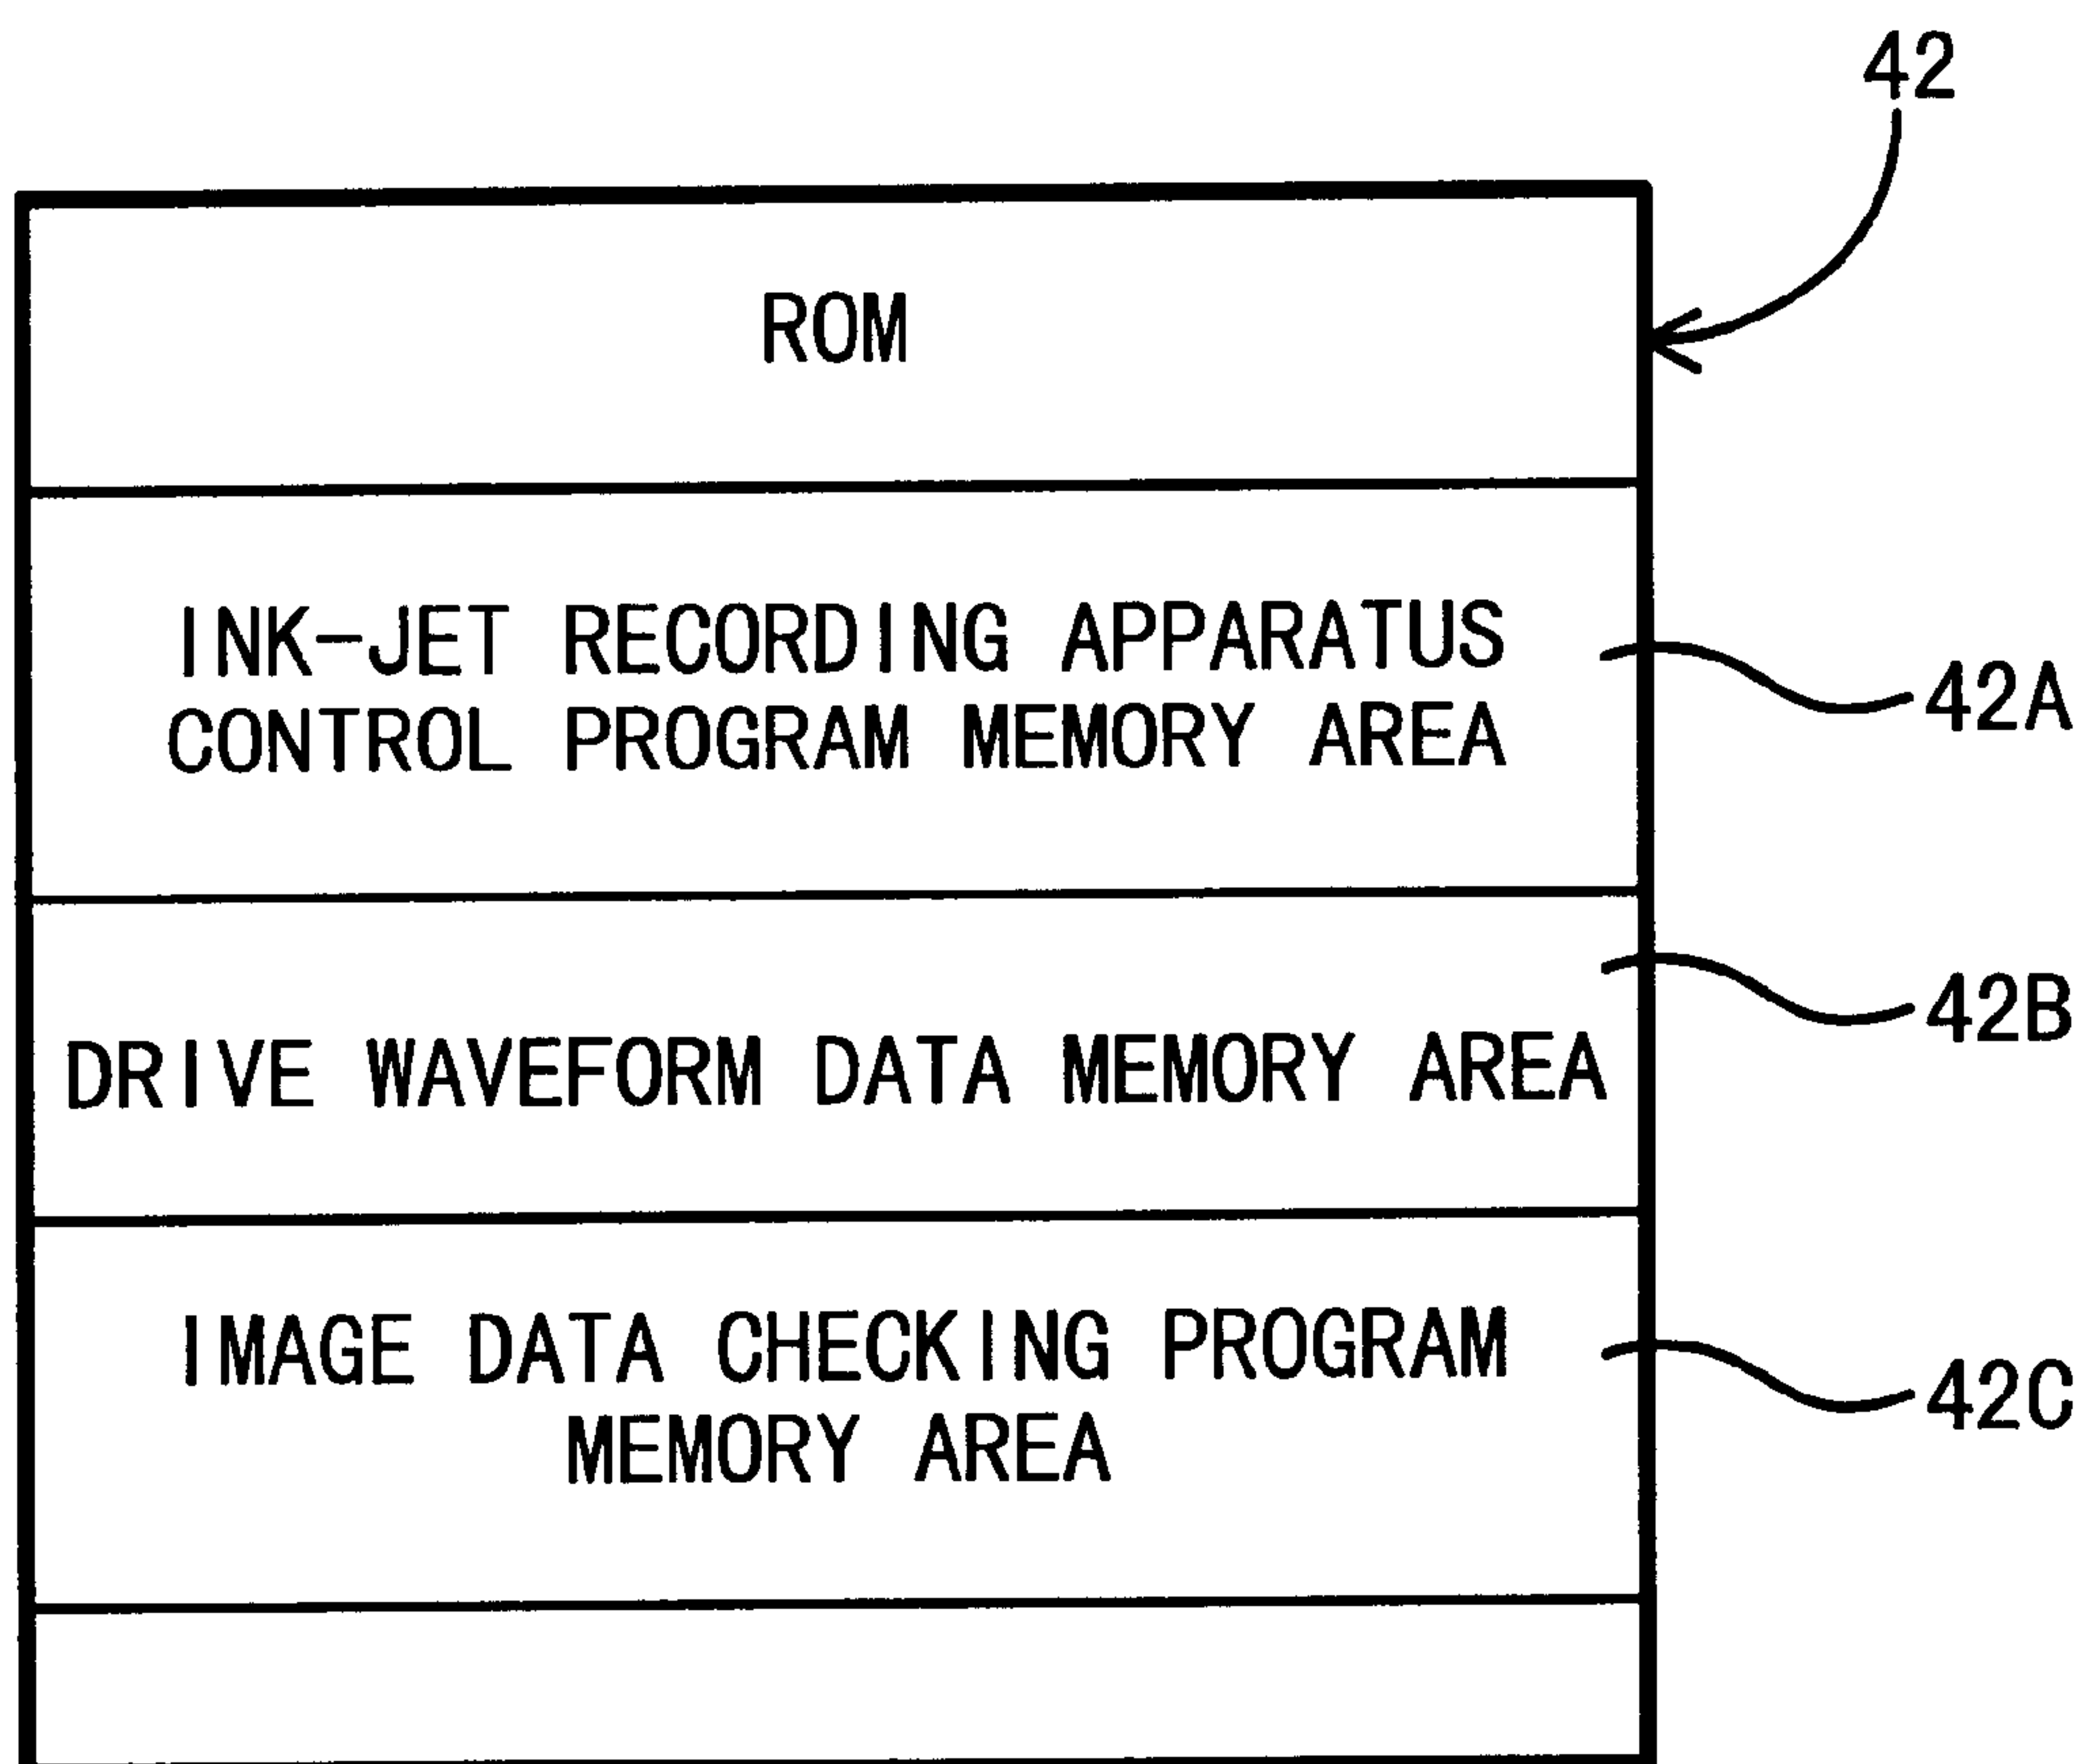 42
ROM
INK-JET RECORDING APPARATUS
CONTROL PROGRAM MEMORY AREA
42A
DRIVE WAVEFORM DATA MEMORY AREA
42B
IMAGE DATA CHECKING PROGRAM
MEMORY AREA
42C